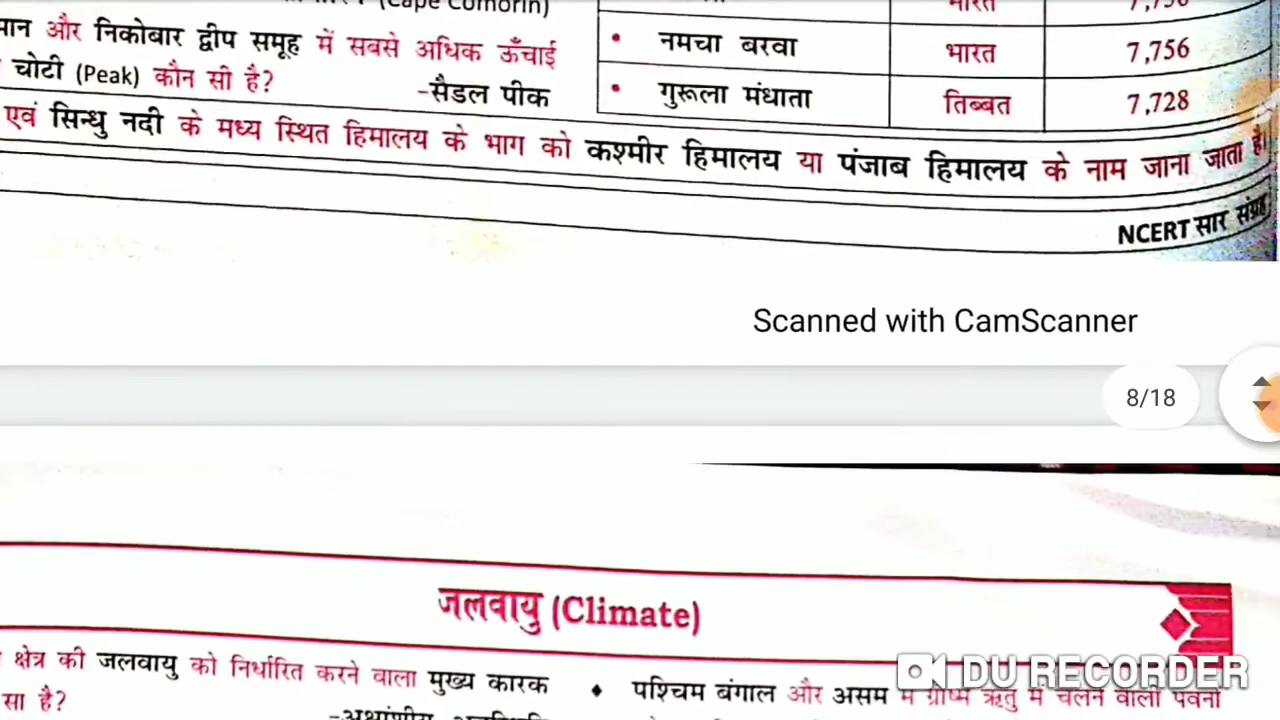 (Cape Comorin)
और निकोबार द्वीप समूह में सबसे अधिक ऊँचाई
चोटी (Peak) कौन सी है?
-सैडल पीक
भारत
• नमचा बरवा भारत 7,756
• गुरूला मंधाता तिब्बत 7,728
एवं सिन्धु नदी के मध्य स्थित हिमालय के भाग को कश्मीर हिमालय या पंजाब हिमालय के नाम जाना जाता है।
NCERT सार संग्रह
Scanned with CamScanner
8/18
जलवायु (Climate)
क्षेत्र की जलवायु को निर्धारित करने वाला मुख्य कारक
सा है?
♦ पश्चिम बंगाल और असम में ग्रीष्म ऋतु में चलने वाली पवनों
DU RECORDER